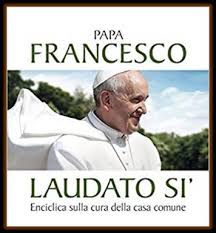 PAPA
FRANCESCO
LAUDATO SI'
Enciclica sulla cura della casa comune